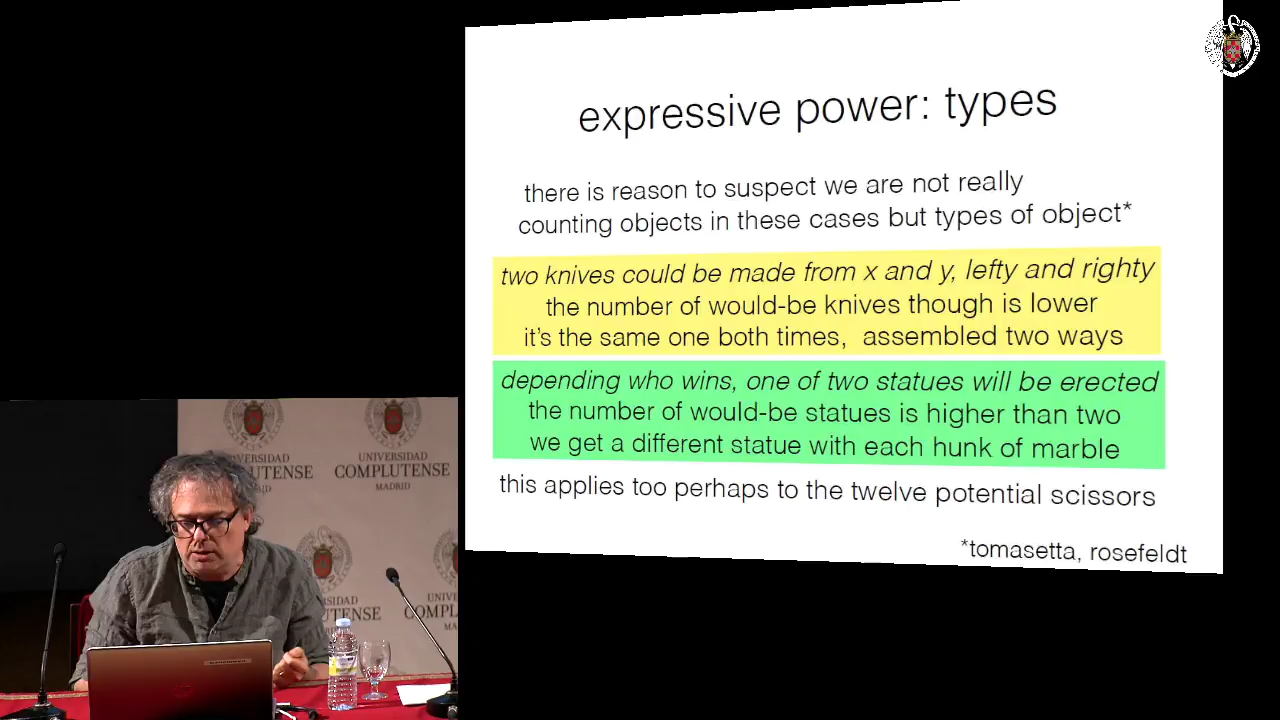 expressive power: types
there is reason to suspect we are not really
counting objects in these cases but types of object*
two knives could be made from x and y, lefty and righty
the number of would-be knives though is lower
it's the same one both times, assembled two ways
depending who wins, one of two statues will be erected
the number of would-be statues is higher than two
we get a different statue with each hunk of marble
this applies too perhaps to the twelve potential scissors
*tomasetta, rosefeldt
UNIVERSIDAD
COMPLUTENSE
MADRID